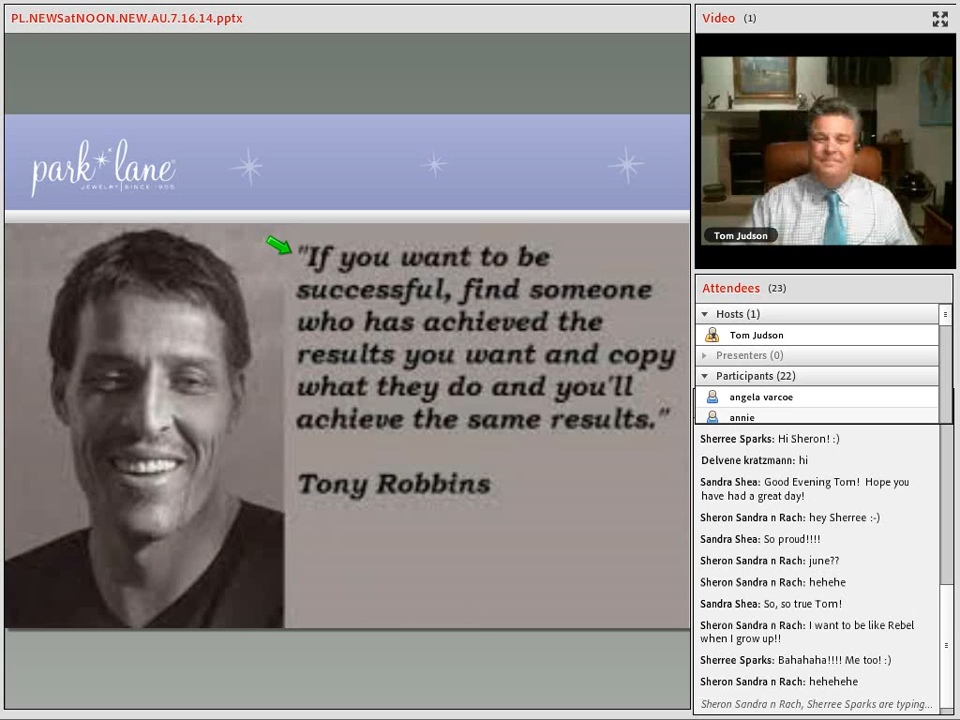 PL.NEWSatNOON.NEW.AU.7.16.14.pptx
park lane
JEWELRY | SINCE 1955
"If you want to be
successful, find someone
who has achieved the
results you want and copy
what they do and you'll
achieve the same results."
Tony Robbins
Video (1)
Tom Judson
Attendees (23)
Hosts (1)
Tom Judson
Presenters (0)
Participants (22)
angela varcoe
annie
Sherree Sparks: Hi Sheron! :)
Delvene kratzmann: hi
Sandra Shea: Good Evening Tom! Hope you
have had a great day!
Sheron Sandra n Rach: hey Sherree :-)
Sandra Shea: So proud!!!!
Sheron Sandra n Rach: june??
Sheron Sandra n Rach: hehehe
Sandra Shea: So, so true Tom!
Sheron Sandra n Rach: I want to be like Rebel
when I grow up!!
Sherree Sparks: Bahahaha!!!! Me too! :)
Sheron Sandra n Rach: hehehehe
Sheron Sandra n Rach, Sherree Sparks are typing...